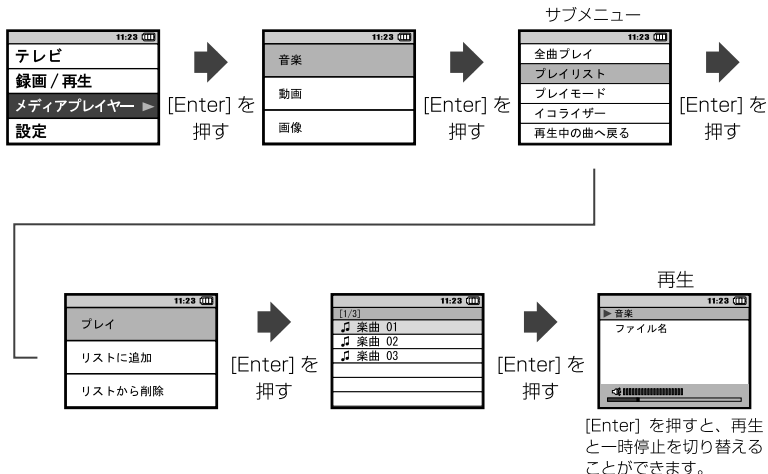 サブメニュー
11:23
テレビ
録画/再生
メディアプレイヤー
設定
[Enter] を
押す
11:23
音楽
動画
画像
[Enter] を
押す
11:23
全曲プレイ
プレイリスト
プレイモード
イコライザー
再生中の曲へ戻る
[Enter] を
押す
11:23
プレイ
リストに追加
リストから削除
[Enter] を
押す
11:23
[1/3]
楽曲 01
楽曲 02
楽曲 03
[Enter] を
押す
再生
11:23
音楽
ファイル名
[Enter] を押すと、再生
と一時停止を切り替える
ことができます。